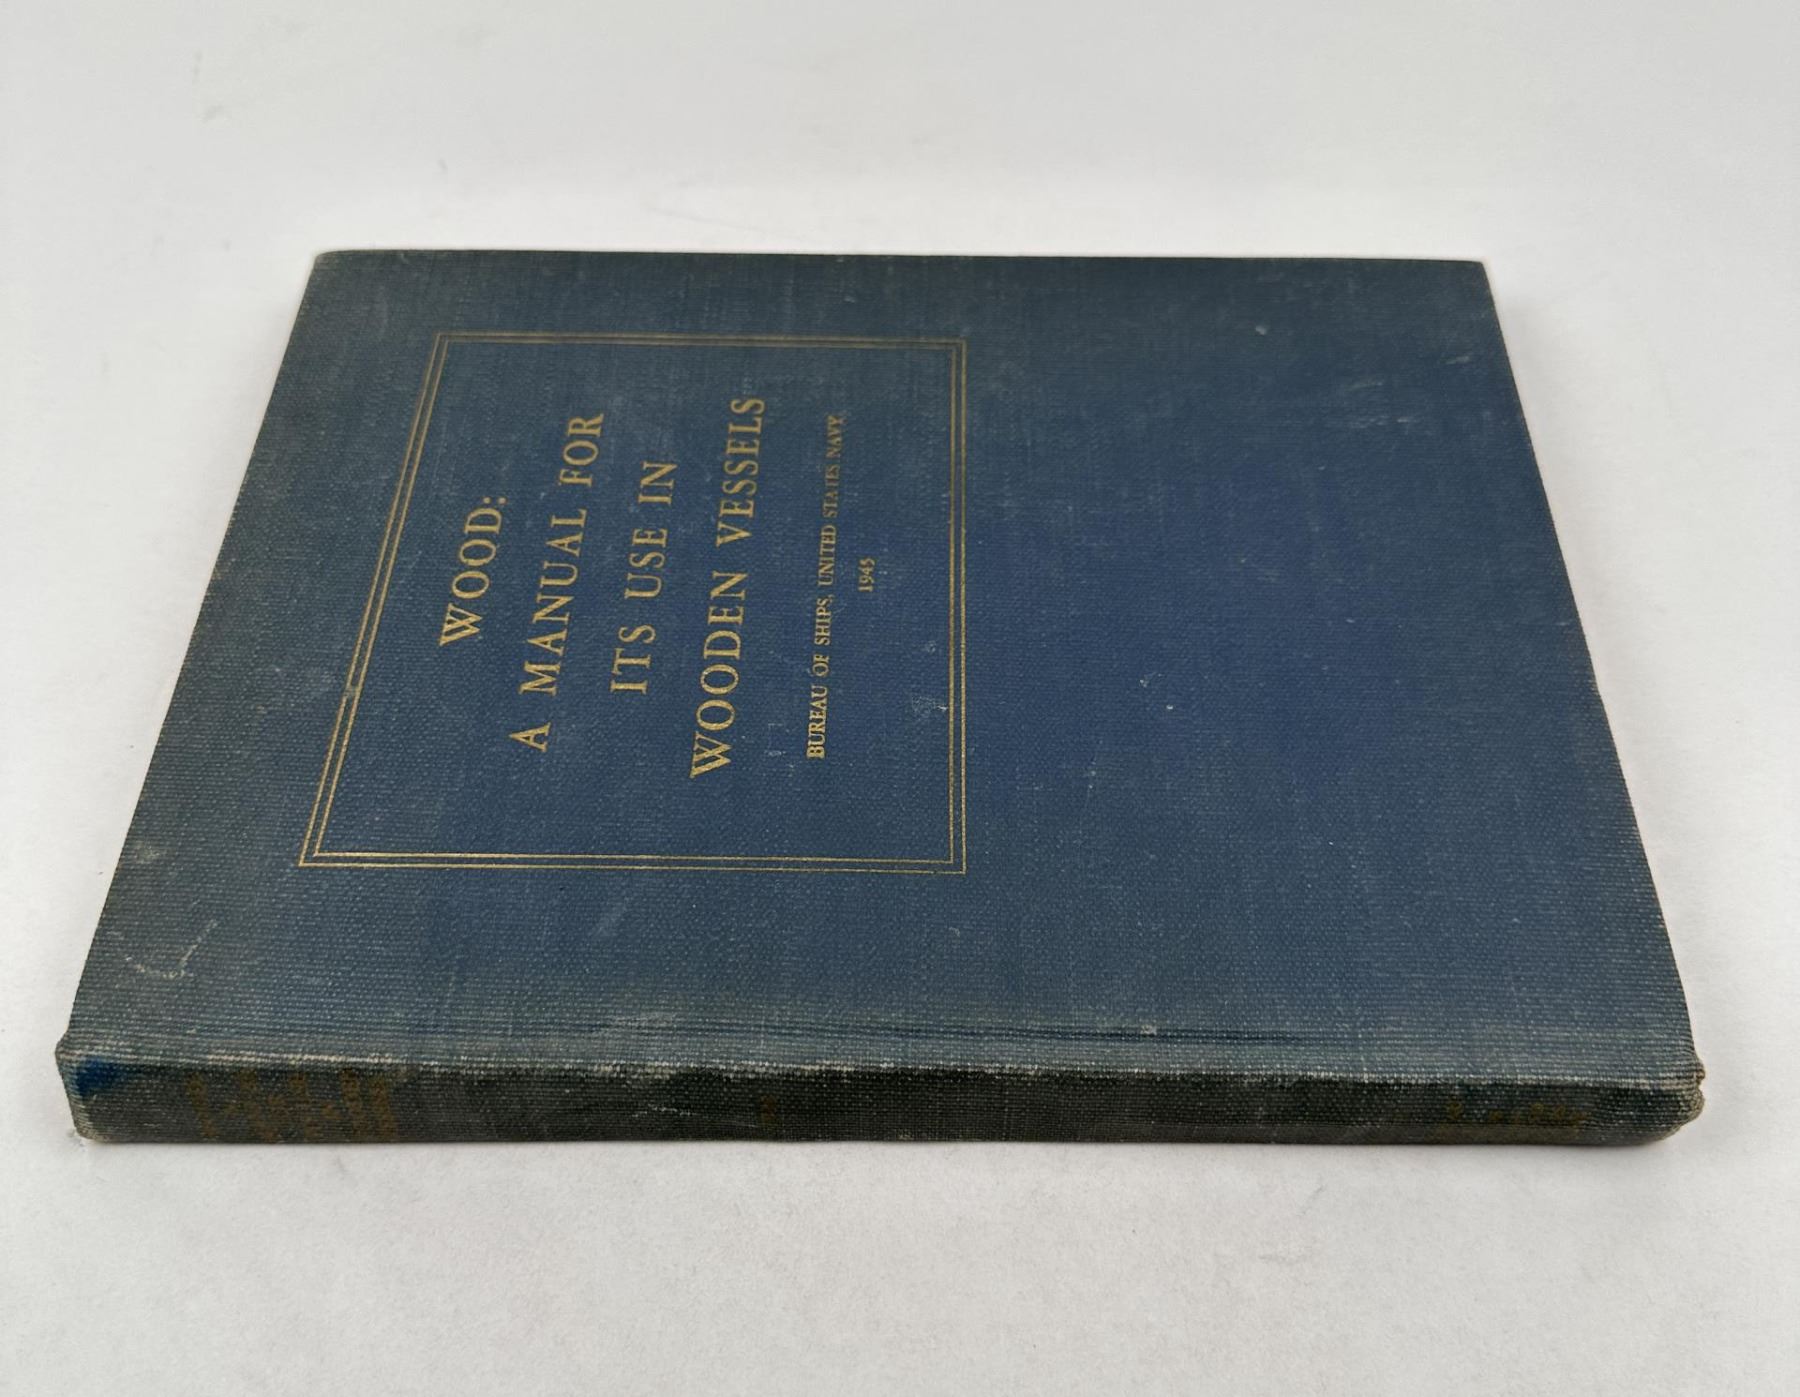 WOOD:
A MANUAL FOR
ITS USE IN
WOODEN VESSELS
BUREAU OF SHIPS, UNITED STATES NAVY
1945